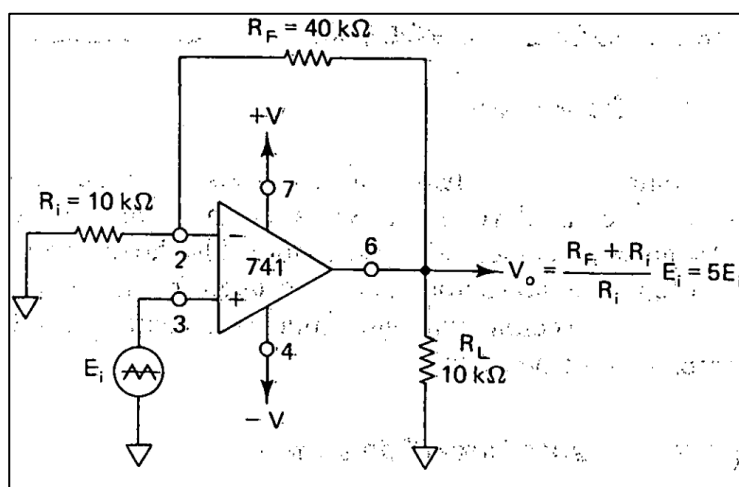 R_F = 40 kΩ
+V
7
R_i = 10 kΩ
2
−
741
6
V_o = (R_F + R_i) / R_i E_i = 5E_i
3
+
4
E_i
R_L
10 kΩ
− V